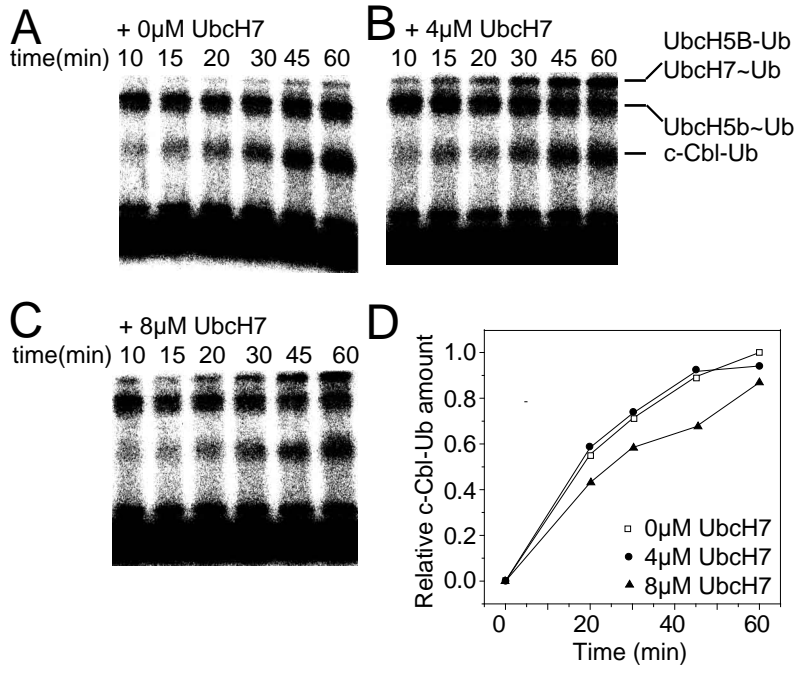 A
+ 0µM UbcH7
time(min) 10 15 20 30 45 60
B
+ 4µM UbcH7
10 15 20 30 45 60
UbcH5B-Ub
UbcH7~Ub
UbcH5b~Ub
c-Cbl-Ub
C
+ 8µM UbcH7
time(min) 10 15 20 30 45 60
D
Relative c-Cbl-Ub amount
1.0
0.8
0.6
0.4
0.2
0.0
0µM UbcH7
4µM UbcH7
8µM UbcH7
0 20 40 60
Time (min)